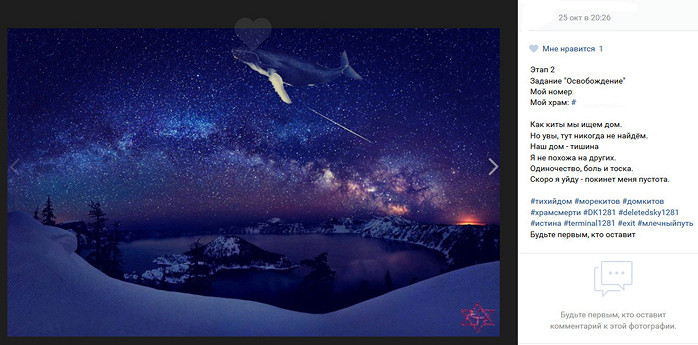 25 окт в 20:26
Мне нравится 1
Этап 2
Задание "Освобождение"
Мой номер
Мой храм: #
Как киты мы ищем дом.
Но увы, тут никогда не найдём.
Наш дом - тишина
Я не похожа на других.
Одиночество, боль и тоска.
Скоро я уйду - покинет меня пустота.
#тихийдом #морекитов #домкитов
#храмсмерти #DK1281 #deletedsky1281
#истина #terminal1281 #exit #млечныйпуть
Будьте первым, кто оставит
Будьте первым, кто оставит
комментарий к этой фотографии.